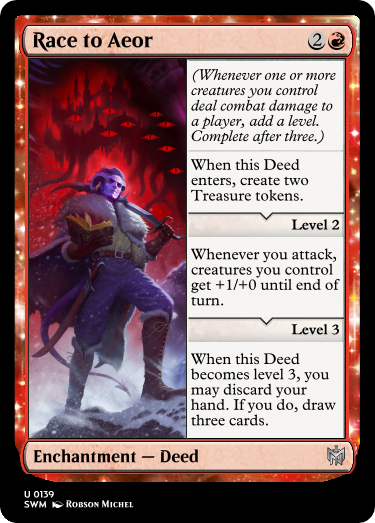 Race to Aeor 2
(Whenever one or more
creatures you control
deal combat damage to
a player, add a level.
Complete after three.)
When this Deed
enters, create two
Treasure tokens.
Level 2
Whenever you attack,
creatures you control
get +1/+0 until end of
turn.
Level 3
When this Deed
becomes level 3, you
may discard your
hand. If you do, draw
three cards.
Enchantment — Deed
U 0139
SWM Robson Michel